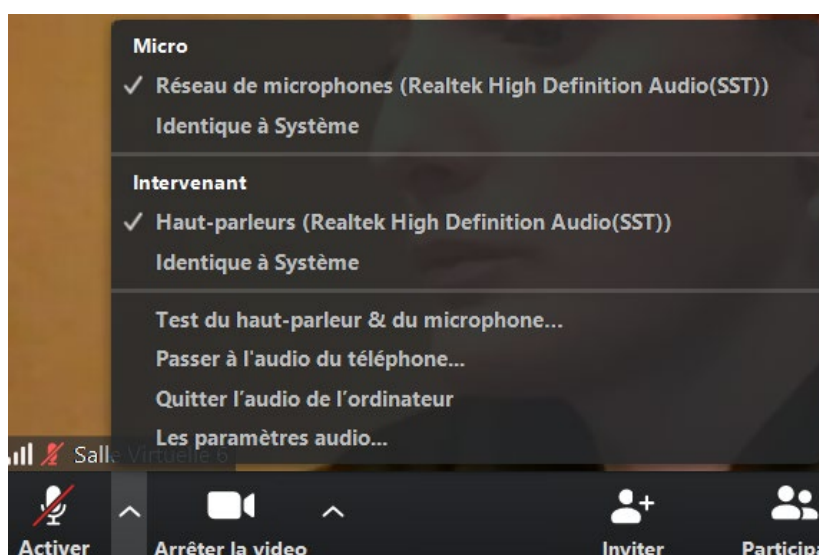 Micro
Réseau de microphones (Realtek High Definition Audio(SST))
Identique à Système
Intervenant
Haut-parleurs (Realtek High Definition Audio(SST))
Identique à Système
Test du haut-parleur & du microphone...
Passer à l'audio du téléphone...
Quitter l’audio de l’ordinateur
Les paramètres audio...
Salle Virtuelle 6
Activer Arrêter la video Inviter Participa